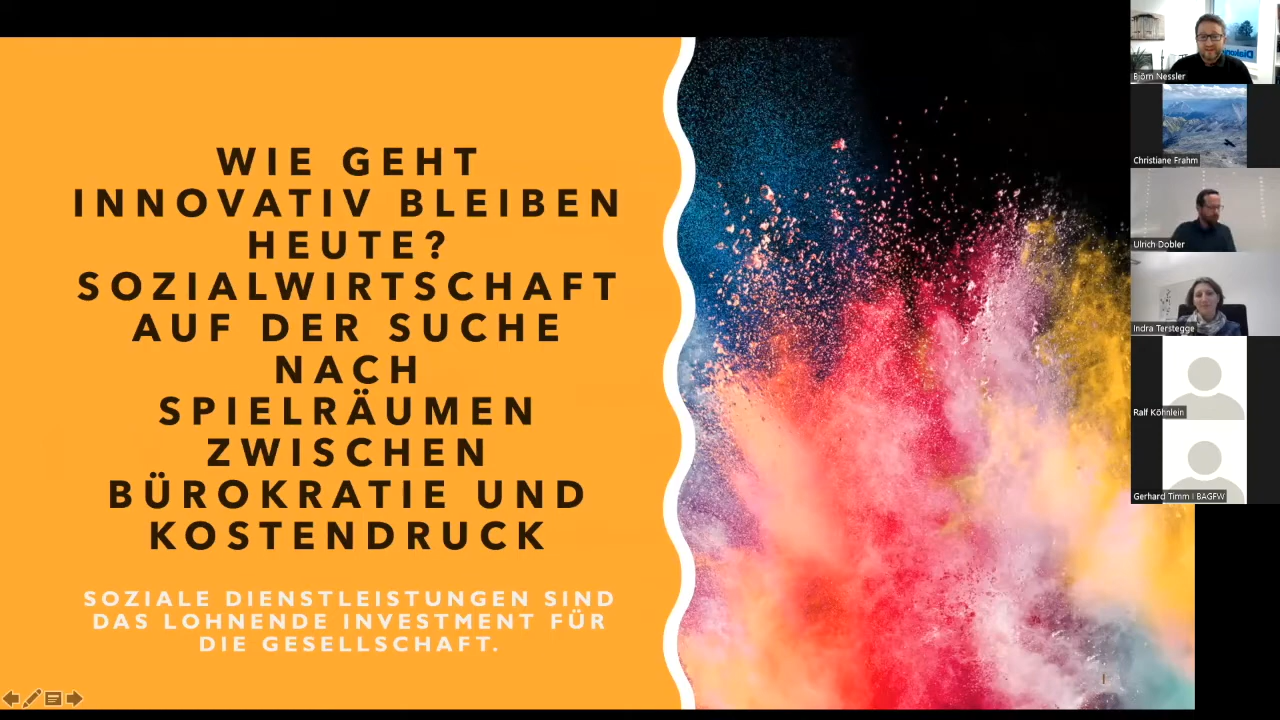 WIE GEHT
INNOVATIV BLEIBEN
HEUTE?
SOZIALWIRTSCHAFT
AUF DER SUCHE
NACH
SPIELRÄUMEN
ZWISCHEN
BÜROKRATIE UND
KOSTENDRUCK
SOZIALE DIENSTLEISTUNGEN SIND
DAS LOHNENDE INVESTMENT FÜR
DIE GESELLSCHAFT.
Björn Nessler
Christiane Frahm
Ulrich Dobler
Indra Terstegge
Ralf Köhnlein
Gerhard Timm I BAGFW